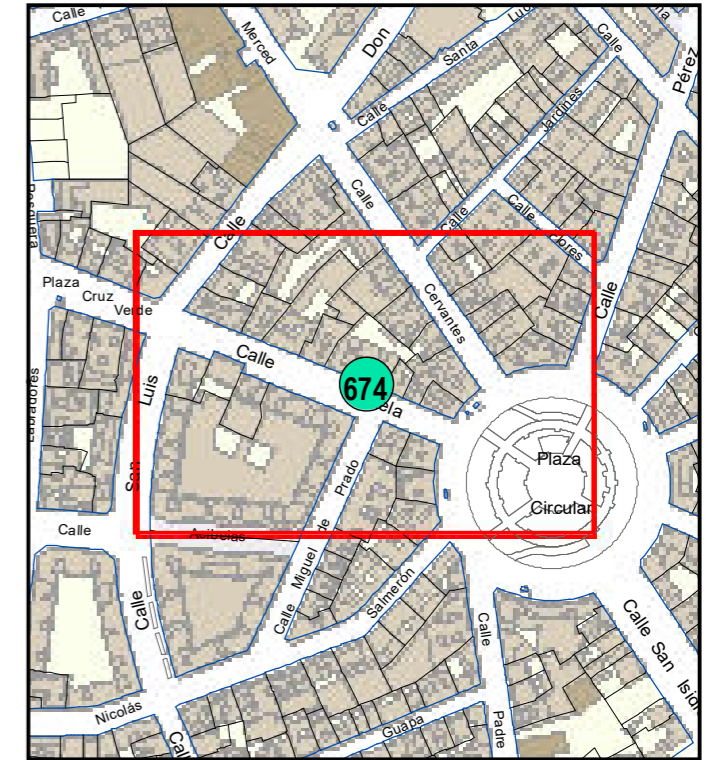 Calle
Merced
Don
Santa
Calle
Calle
Pérez
Jardines
Calle
Calle
Calle
Flores
Calle
Plaza
Cruz
Verde
Cervantes
Calle
Calle
674
Luis
San
Labradores
Prado
de
Miguel
Calle
Plaza
Circular
Calle
Calle
Salmerón
Calle
Calle
San
Nicolás
Guapa
Padre